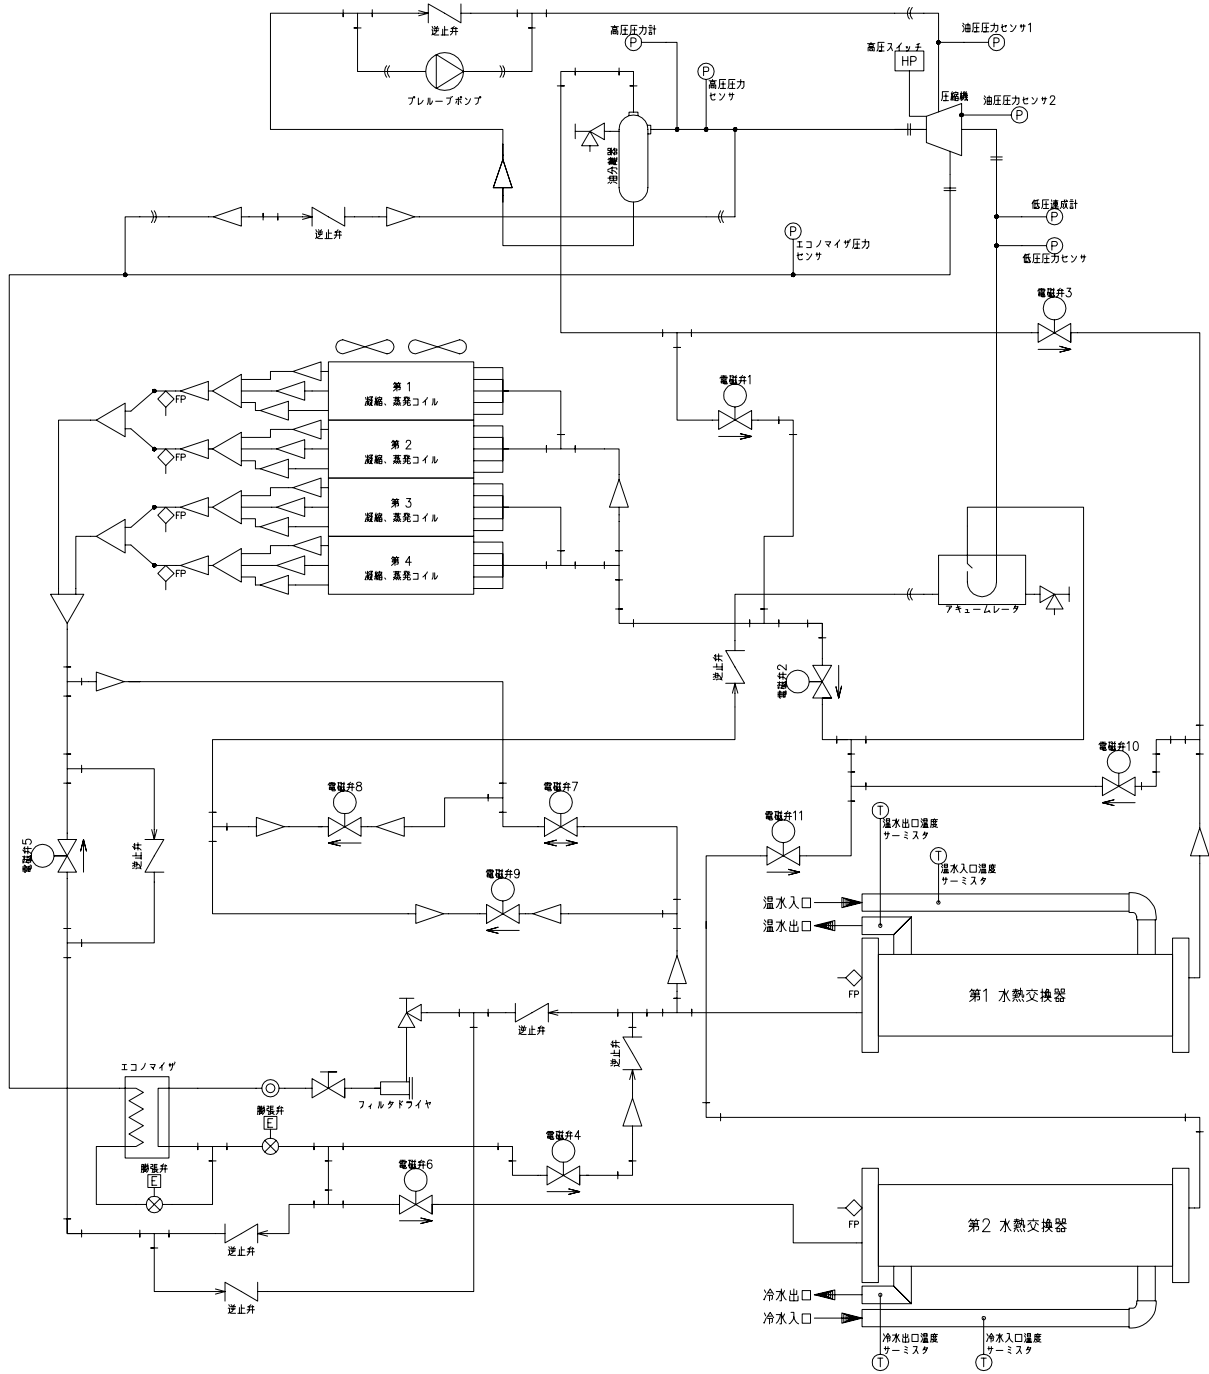 逆止弁
プレルーブポンプ
高圧圧力計
P
高圧スイッチ
HP
油圧圧力センサ1
P
P
高圧圧力
センサ
圧縮機
油圧圧力センサ2
P
油分離器
逆止弁
P
エコノマイザ圧力
センサ
低圧連成計
P
P
低圧圧力センサ
電磁弁3
電磁弁1
第 1
凝縮、蒸発コイル
FP
第 2
凝縮、蒸発コイル
FP
第 3
凝縮、蒸発コイル
FP
第 4
凝縮、蒸発コイル
FP
アキュームレータ
逆止弁
電磁弁2
電磁弁10
電磁弁8
電磁弁7
電磁弁11
T
温水出口温度
サーミスタ
電磁弁5
逆止弁
T
温水入口温度
サーミスタ
電磁弁9
温水入口
温水出口
FP
第1 水熱交換器
逆止弁
逆止弁
エコノマイザ
フィルタドライヤ
膨張弁
E
電磁弁4
膨張弁
E
電磁弁6
FP
第2 水熱交換器
逆止弁
逆止弁
冷水出口
冷水入口
冷水出口温度
サーミスタ
T
冷水入口温度
サーミスタ
T